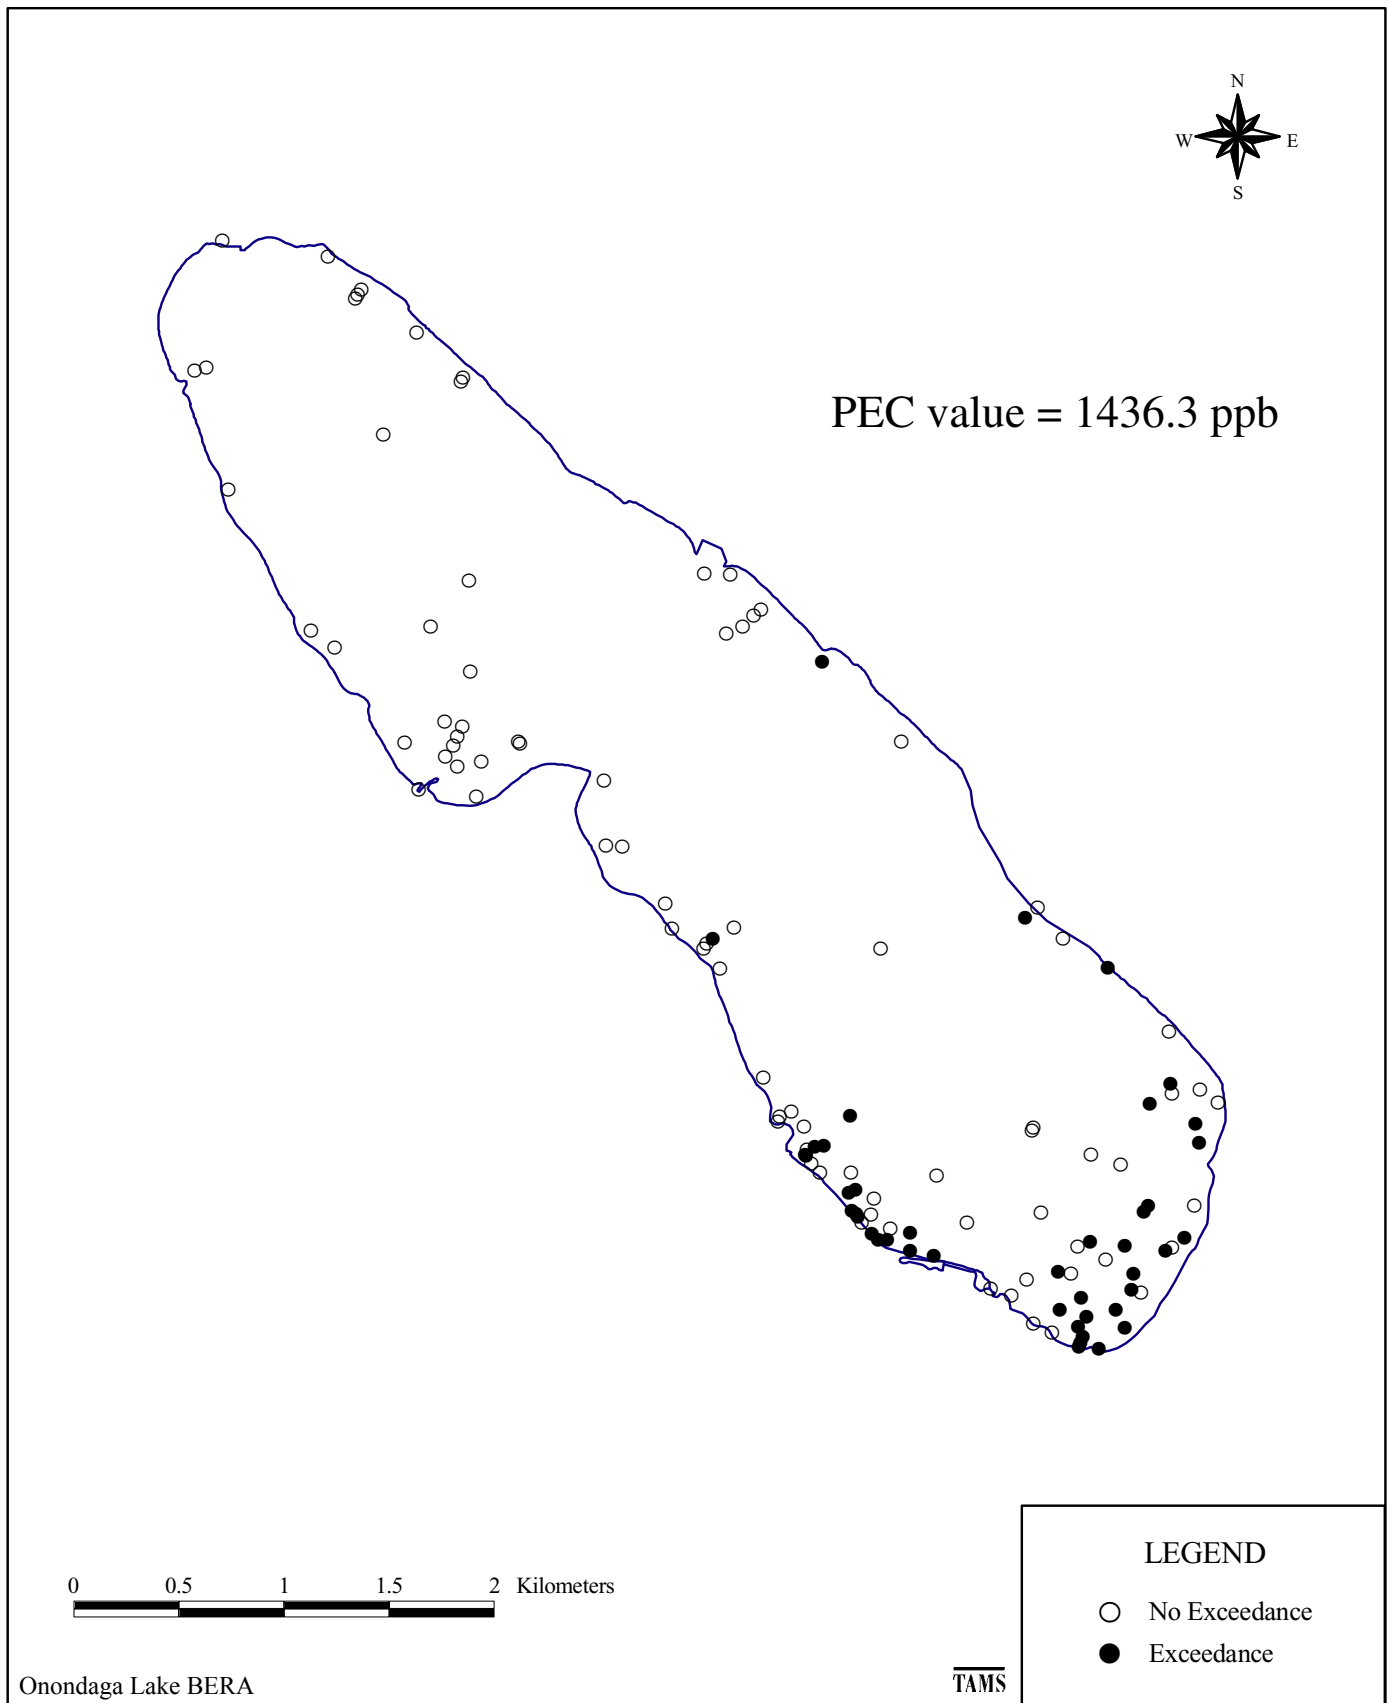 N
W E
S
PEC value = 1436.3 ppb
LEGEND
No Exceedance
Exceedance
0 0.5 1 1.5 2 Kilometers
Onondaga Lake BERA
TAMS